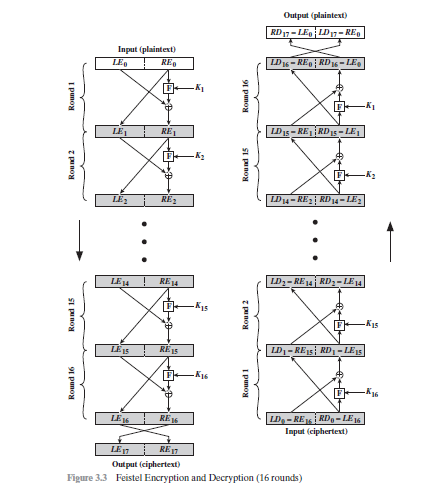 Output (plaintext)
RD17 = LE0 LD17 = RE0
Input (plaintext)
LE0 RE0
LD16 = RE0 RD16 = LE0
Round 1
F
K1
Round 16
F
K1
LE1 RE1
LD15 = RE1 RD15 = LE1
Round 2
F
K2
Round 15
F
K2
LE2 RE2
LD14 = RE2 RD14 = LE2
LE14 RE14
LD2 = RE14 RD2 = LE14
Round 15
F
K15
Round 2
F
K15
LE15 RE15
LD1 = RE15 RD1 = LE15
Round 16
F
K16
Round 1
F
K16
LE16 RE16
LD0 = RE16 RD0 = LE16
Input (ciphertext)
LE17 RE17
Output (ciphertext)
Figure 3.3 Feistel Encryption and Decryption (16 rounds)